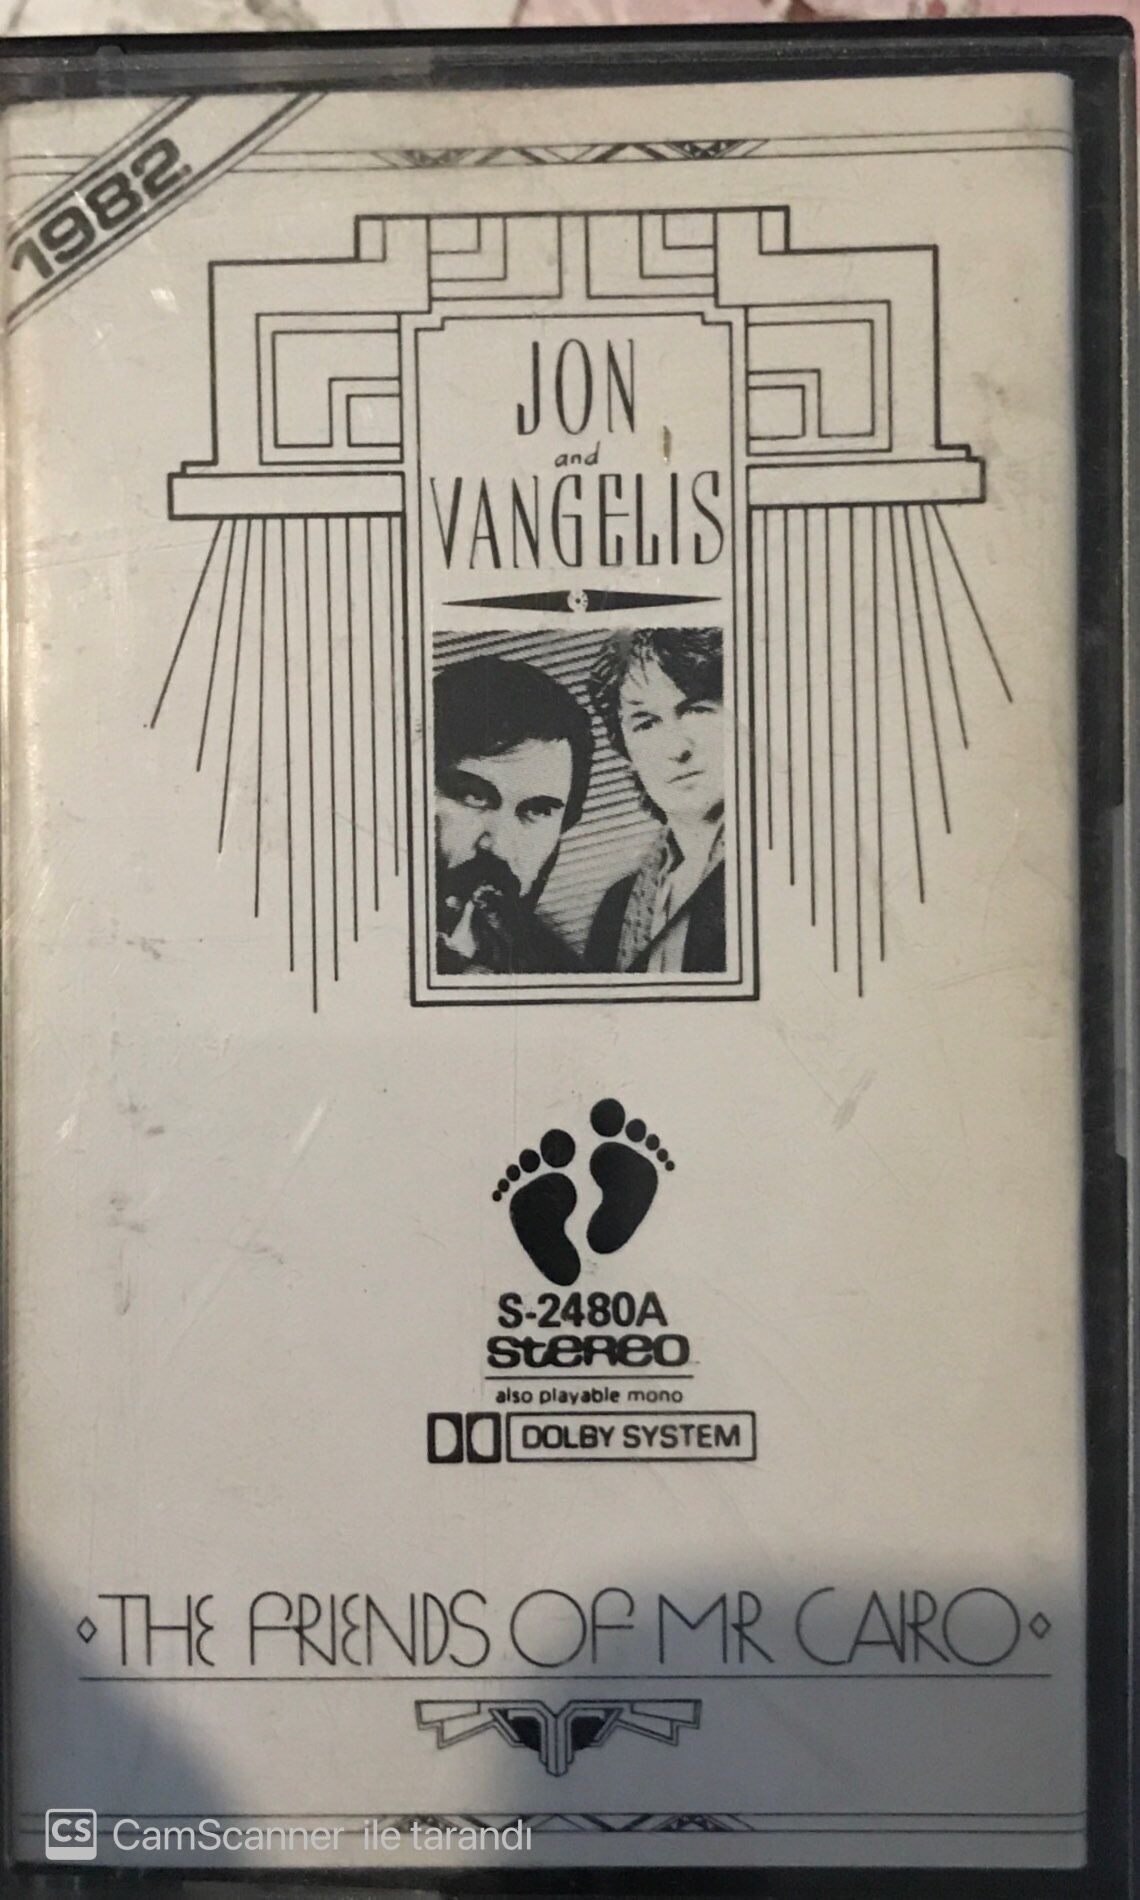 1982
JON
and
VANGELIS
S-2480A
stereo
also playable mono
DOLBY SYSTEM
THE FRIENDS OF MR CAIRO
CS CamScanner ile tarandı